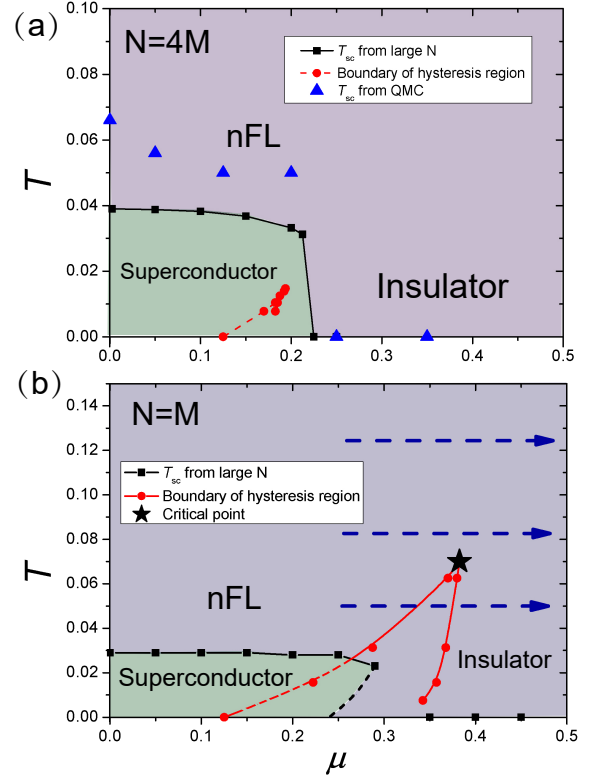 (a)
N=4M
T_sc from large N
Boundary of hysteresis region
T_sc from QMC
nFL
Superconductor
Insulator
T
0.10
0.08
0.06
0.04
0.02
0.00
0.0 0.1 0.2 0.3 0.4 0.5
(b)
N=M
T_sc from large N
Boundary of hysteresis region
Critical point
nFL
Superconductor
Insulator
T
0.14
0.12
0.10
0.08
0.06
0.04
0.02
0.00
0.0 0.1 0.2 0.3 0.4 0.5
μ